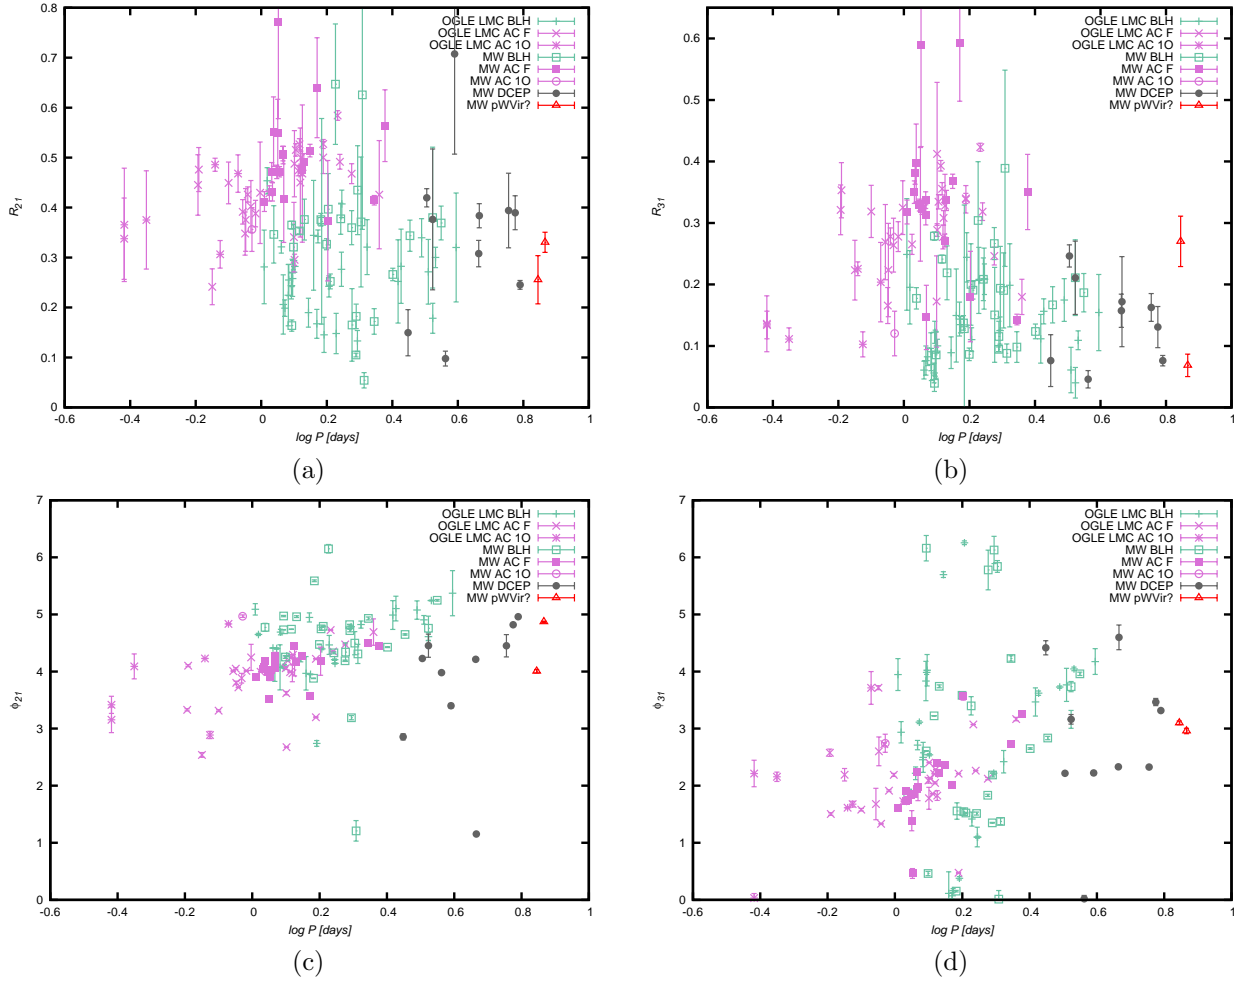 0.8
0.7
0.6
0.5
0.4
0.3
0.2
0.1
0
R21
-0.6 -0.4 -0.2 0 0.2 0.4 0.6 0.8 1
log P [days]
OGLE LMC BLH
OGLE LMC AC F
OGLE LMC AC 1O
MW BLH
MW AC F
MW AC 1O
MW DCEP
MW pWVir?
(a)
0.6
0.5
0.4
0.3
0.2
0.1
0
R31
-0.6 -0.4 -0.2 0 0.2 0.4 0.6 0.8 1
log P [days]
OGLE LMC BLH
OGLE LMC AC F
OGLE LMC AC 1O
MW BLH
MW AC F
MW AC 1O
MW DCEP
MW pWVir?
(b)
7
6
5
4
3
2
1
0
ϕ21
-0.6 -0.4 -0.2 0 0.2 0.4 0.6 0.8 1
log P [days]
OGLE LMC BLH
OGLE LMC AC F
OGLE LMC AC 1O
MW BLH
MW AC F
MW AC 1O
MW DCEP
MW pWVir?
(c)
7
6
5
4
3
2
1
0
ϕ31
-0.6 -0.4 -0.2 0 0.2 0.4 0.6 0.8 1
log P [days]
OGLE LMC BLH
OGLE LMC AC F
OGLE LMC AC 1O
MW BLH
MW AC F
MW AC 1O
MW DCEP
MW pWVir?
(d)